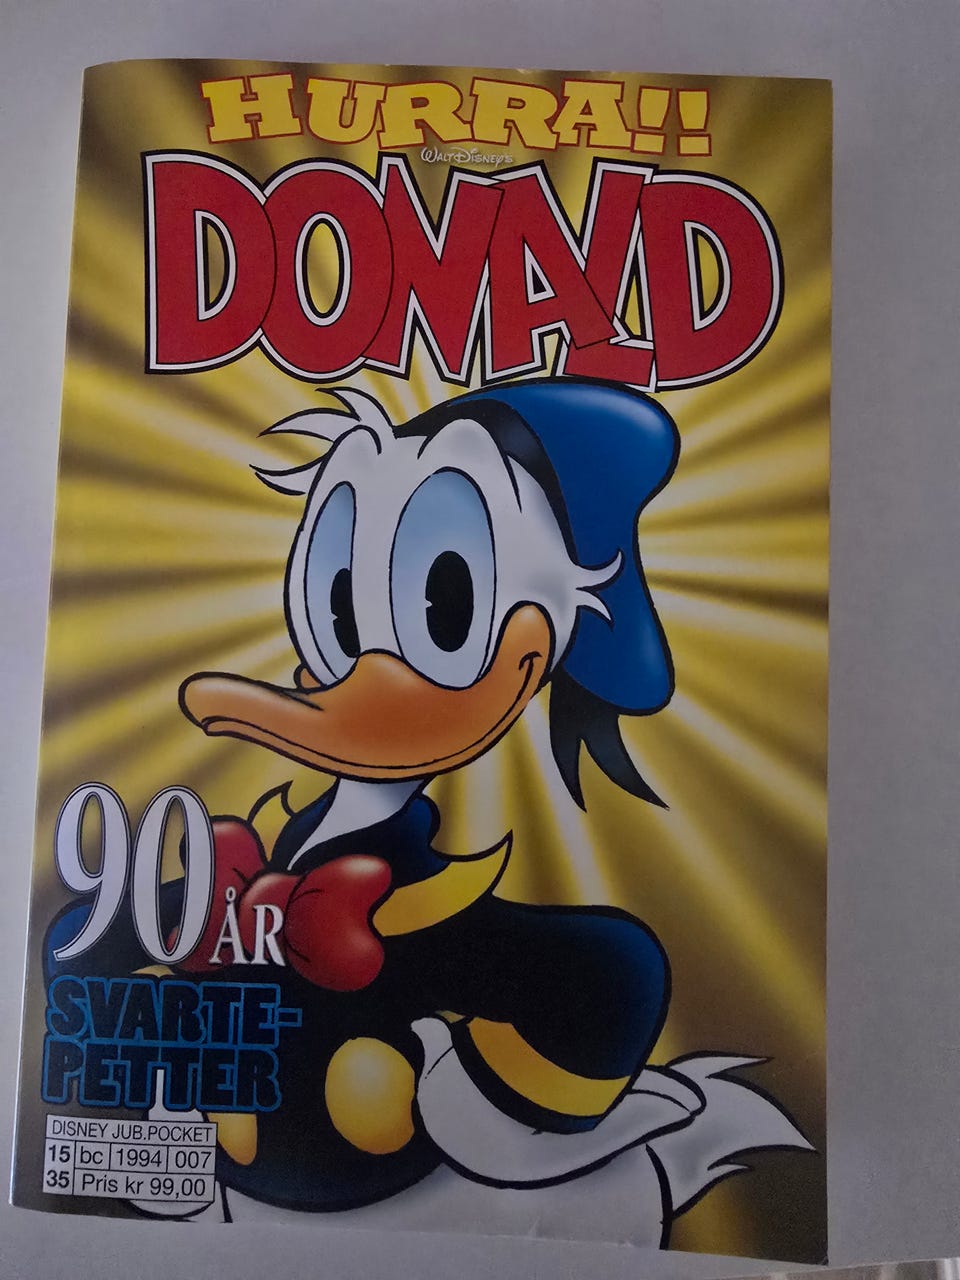 HURRA!!
WALT DISNEY'S
DONALD
90 ÅR
SVARTE-
PETTER
DISNEY JUB.POCKET
15 bc 1994 007
35 Pris kr 99,00